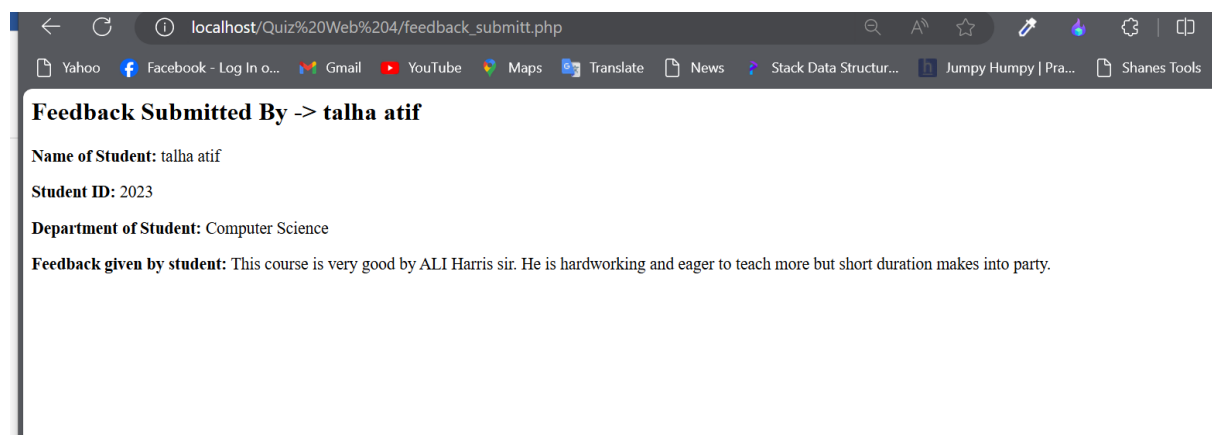 localhost/Quiz%20Web%204/feedback_submitt.php
Yahoo Facebook - Log In o... Gmail YouTube Maps Translate News Stack Data Structur... Jumpy Humpy | Pra... Shanes Tools
Feedback Submitted By -> talha atif
Name of Student: talha atif
Student ID: 2023
Department of Student: Computer Science
Feedback given by student: This course is very good by ALI Harris sir. He is hardworking and eager to teach more but short duration makes into party.